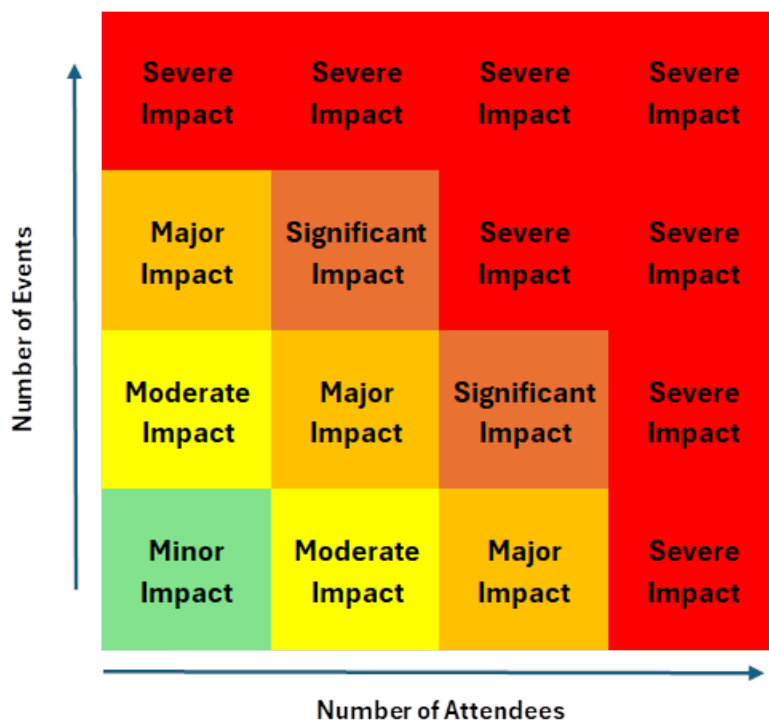 Severe Severe Severe Severe
Impact Impact Impact Impact
Major Significant Severe Severe
Impact Impact Impact Impact
Moderate Major Significant Severe
Impact Impact Impact Impact
Minor Moderate Major Severe
Impact Impact Impact Impact
Number of Events
Number of Attendees